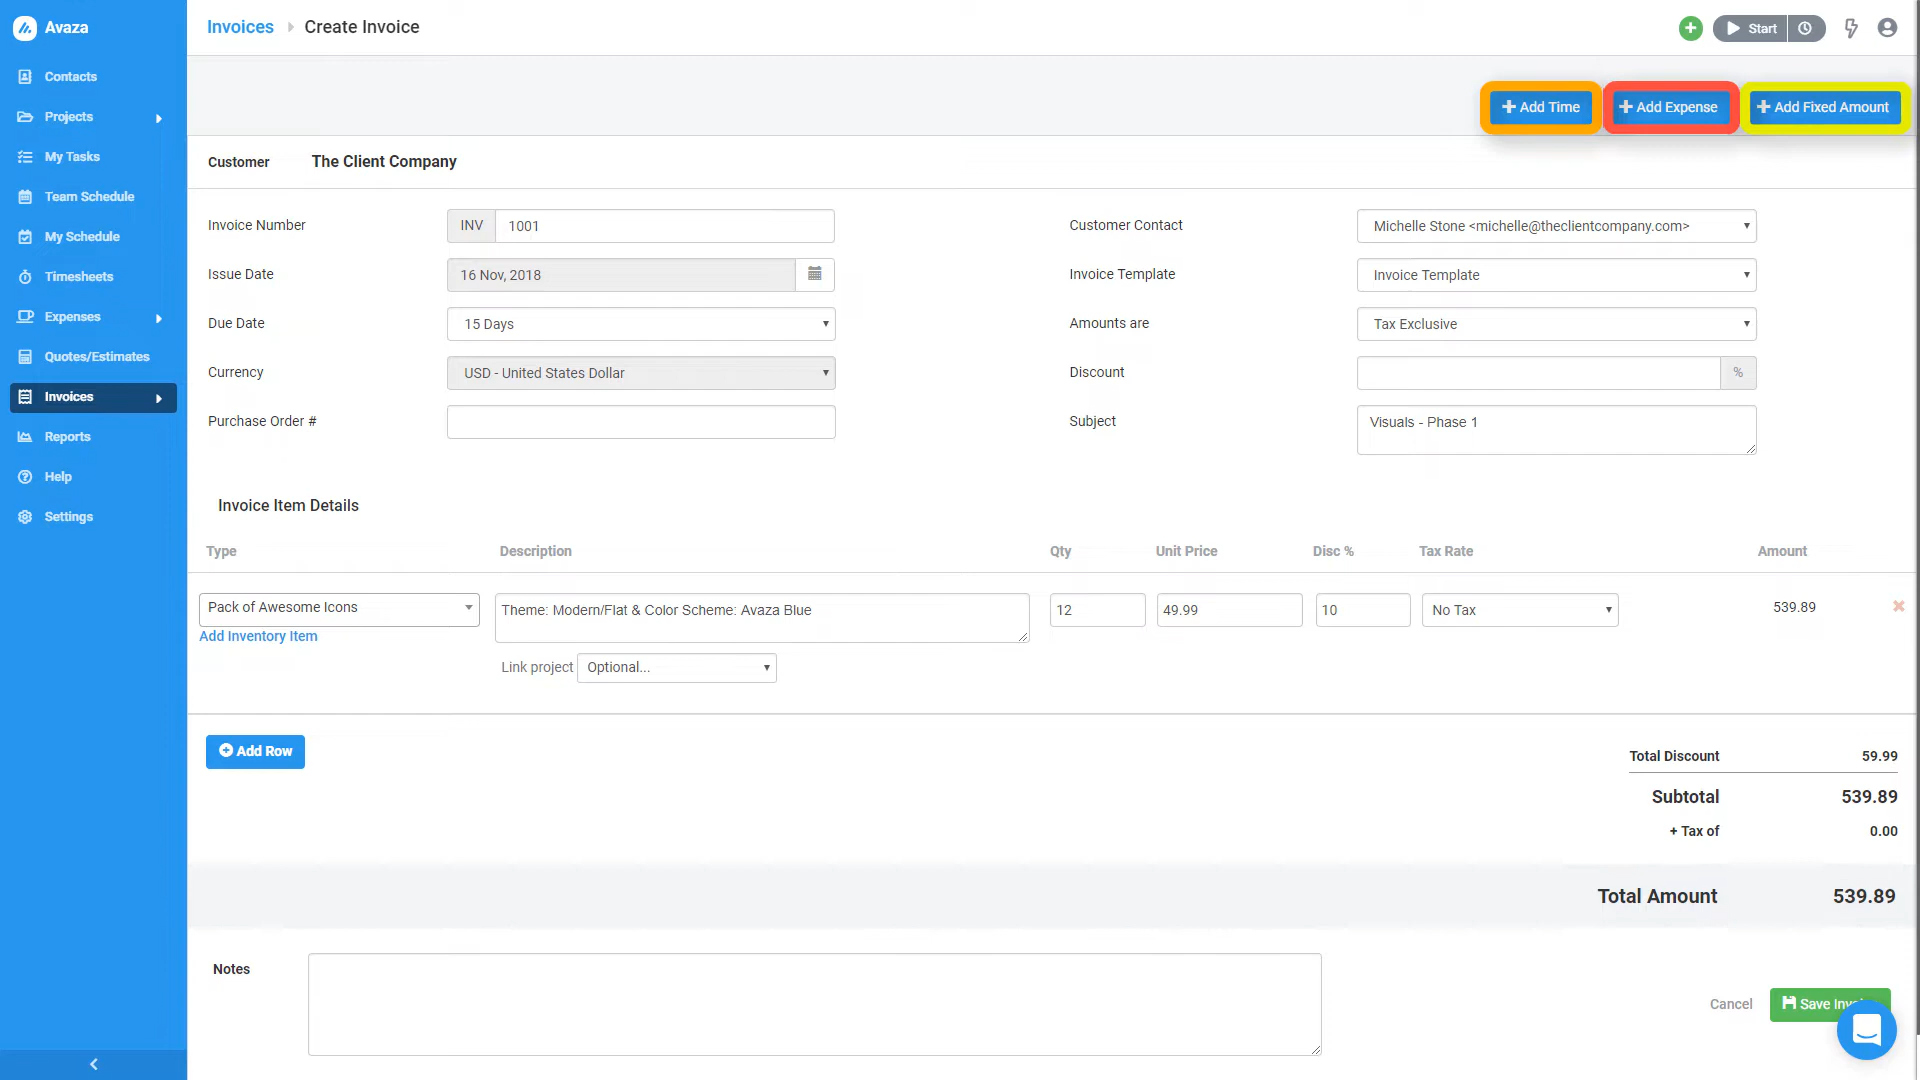 Avaza
Contacts
Projects
My Tasks
Team Schedule
My Schedule
Timesheets
Expenses
Quotes/Estimates
Invoices
Reports
Help
Settings
Invoices Create Invoice
Start
Add Time
Add Expense
Add Fixed Amount
Customer The Client Company
Invoice Number INV 1001
Customer Contact Michelle Stone <michelle@theclientcompany.com>
Issue Date 16 Nov, 2018
Invoice Template Invoice Template
Due Date 15 Days
Amounts are Tax Exclusive
Currency USD - United States Dollar
Discount %
Purchase Order #
Subject Visuals - Phase 1
Invoice Item Details
Type Description Qty Unit Price Disc % Tax Rate Amount
Pack of Awesome Icons Theme: Modern/Flat & Color Scheme: Avaza Blue 12 49.99 10 No Tax 539.89
Add Inventory Item
Link project Optional...
Add Row
Total Discount 59.99
Subtotal 539.89
+ Tax of 0.00
Total Amount 539.89
Notes
Cancel Save